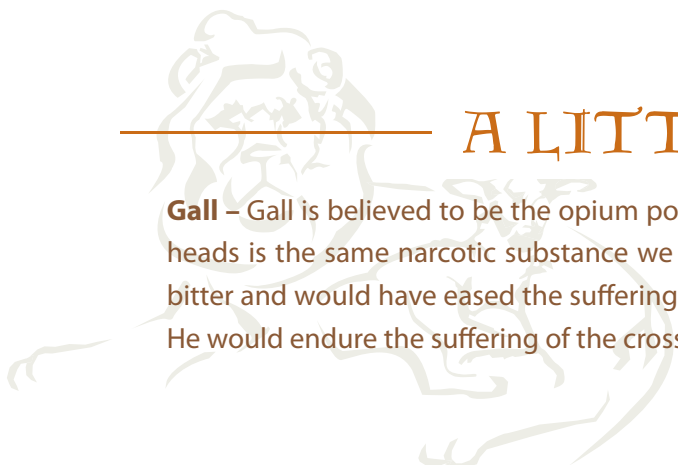 A LITT
Gall – Gall is believed to be the opium po
heads is the same narcotic substance we
bitter and would have eased the suffering
He would endure the suffering of the cross